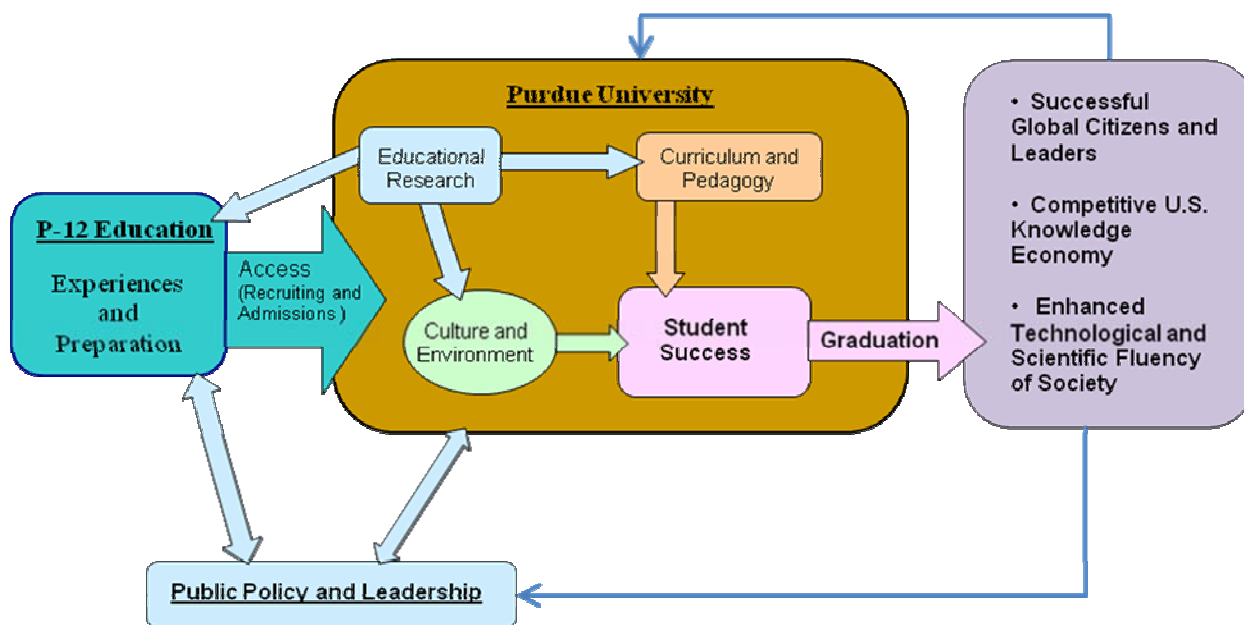 Purdue University
Educational
Research
Curriculum and
Pedagogy
P-12 Education
Experiences
and
Preparation
Access
(Recruiting and
Admissions )
Culture and
Environment
Student
Success
Graduation
• Successful
Global Citizens and
Leaders
• Competitive U.S.
Knowledge
Economy
• Enhanced
Technological and
Scientific Fluency
of Society
Public Policy and Leadership